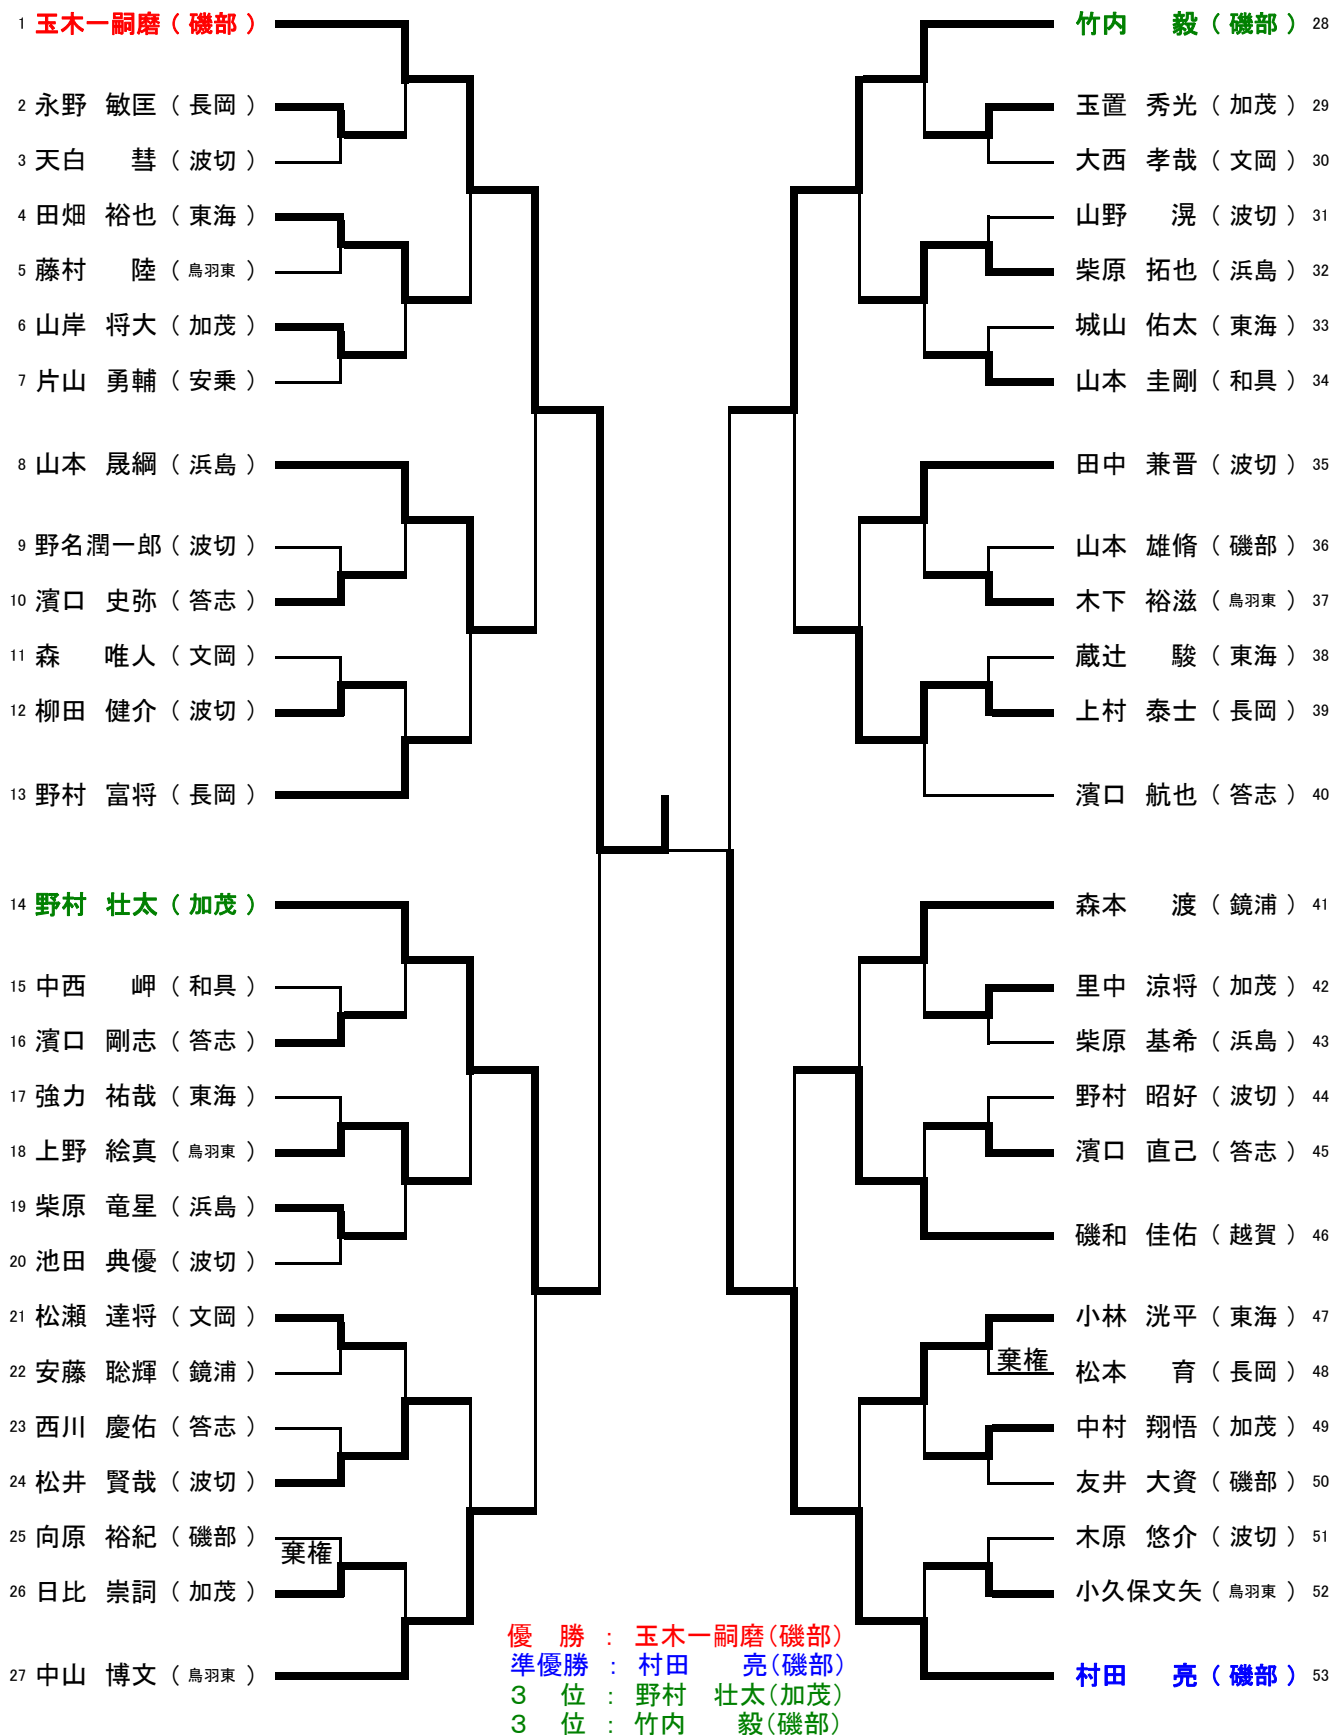 1 玉木一嗣磨 ( 磯部 )
2 永野 敏匡 ( 長岡 )
3 天白 彗 ( 波切 )
4 田畑 裕也 ( 東海 )
5 藤村 陸 ( 鳥羽東 )
6 山岸 将大 ( 加茂 )
7 片山 勇輔 ( 安乗 )
8 山本 晟綱 ( 浜島 )
9 野名潤一郎 ( 波切 )
10 濱口 史弥 ( 答志 )
11 森 唯人 ( 文岡 )
12 柳田 健介 ( 波切 )
13 野村 富将 ( 長岡 )
14 野村 壮太 ( 加茂 )
15 中西 岬 ( 和具 )
16 濱口 剛志 ( 答志 )
17 強力 祐哉 ( 東海 )
18 上野 絵真 ( 鳥羽東 )
19 柴原 竜星 ( 浜島 )
20 池田 典優 ( 波切 )
21 松瀬 達将 ( 文岡 )
22 安藤 聡輝 ( 鏡浦 )
23 西川 慶佑 ( 答志 )
24 松井 賢哉 ( 波切 )
25 向原 裕紀 ( 磯部 )
棄権
26 日比 崇詞 ( 加茂 )
27 中山 博文 ( 鳥羽東 )
竹内 毅 ( 磯部 ) 28
玉置 秀光 ( 加茂 ) 29
大西 孝哉 ( 文岡 ) 30
山野 滉 ( 波切 ) 31
柴原 拓也 ( 浜島 ) 32
城山 佑太 ( 東海 ) 33
山本 圭剛 ( 和具 ) 34
田中 兼晋 ( 波切 ) 35
山本 雄脩 ( 磯部 ) 36
木下 裕滋 ( 鳥羽東 ) 37
蔵辻 駿 ( 東海 ) 38
上村 泰士 ( 長岡 ) 39
濱口 航也 ( 答志 ) 40
森本 渡 ( 鏡浦 ) 41
里中 涼将 ( 加茂 ) 42
柴原 基希 ( 浜島 ) 43
野村 昭好 ( 波切 ) 44
濱口 直己 ( 答志 ) 45
磯和 佳佑 ( 越賀 ) 46
小林 洸平 ( 東海 ) 47
棄権
松本 育 ( 長岡 ) 48
中村 翔悟 ( 加茂 ) 49
友井 大資 ( 磯部 ) 50
木原 悠介 ( 波切 ) 51
小久保文矢 ( 鳥羽東 ) 52
村田 亮 ( 磯部 ) 53
優 勝 : 玉木一嗣磨(磯部)
準優勝 : 村田 亮(磯部)
3 位 : 野村 壮太(加茂)
3 位 : 竹内 毅(磯部)